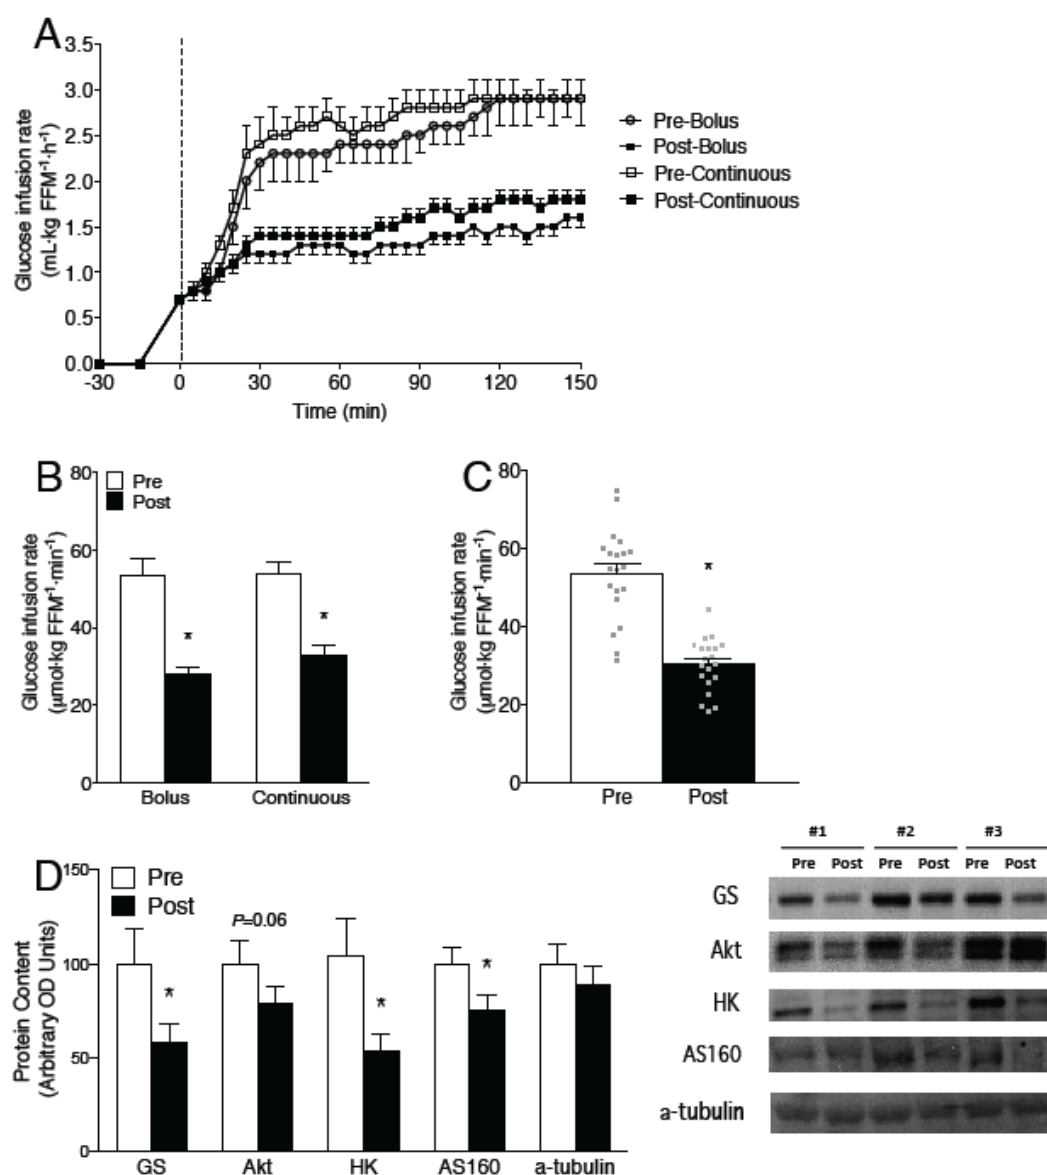 A
Glucose infusion rate
(mL·kg FFM⁻¹·h⁻¹)
3.5
3.0
2.5
2.0
1.5
1.0
0.5
0.0
-30
0
30
60
90
120
150
Time (min)
Pre-Bolus
Post-Bolus
Pre-Continuous
Post-Continuous
B
Glucose infusion rate
(μmol·kg FFM⁻¹·min⁻¹)
80
60
40
20
0
Pre
Post
*
*
Bolus
Continuous
C
Glucose infusion rate
(μmol·kg FFM⁻¹·min⁻¹)
80
60
40
20
0
*
Pre
Post
D
Protein Content
(Arbitrary OD Units)
150
100
50
0
Pre
Post
*
P=0.06
*
*
GS
Akt
HK
AS160
a-tubulin
#1 #2 #3
Pre Post Pre Post Pre Post
GS
Akt
HK
AS160
a-tubulin